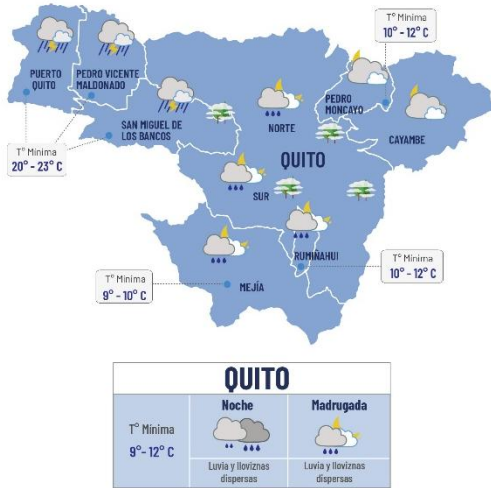 T° Mínima
10° - 12° C
PUERTO
QUITO
PEDRO VICENTE
MALDONADO
SAN MIGUEL DE
LOS BANCOS
NORTE
PEDRO
MONCAYO
CAYAMBE
T° Mínima
20° - 23° C
QUITO
SUR
RUMIÑAHUI
T° Mínima
10° - 12° C
T° Mínima
9° - 10° C
MEJÍA
QUITO
T° Mínima
9° - 12° C
Noche
Madrugada
Lluvia y lloviznas
dispersas
Lluvia y lloviznas
dispersas